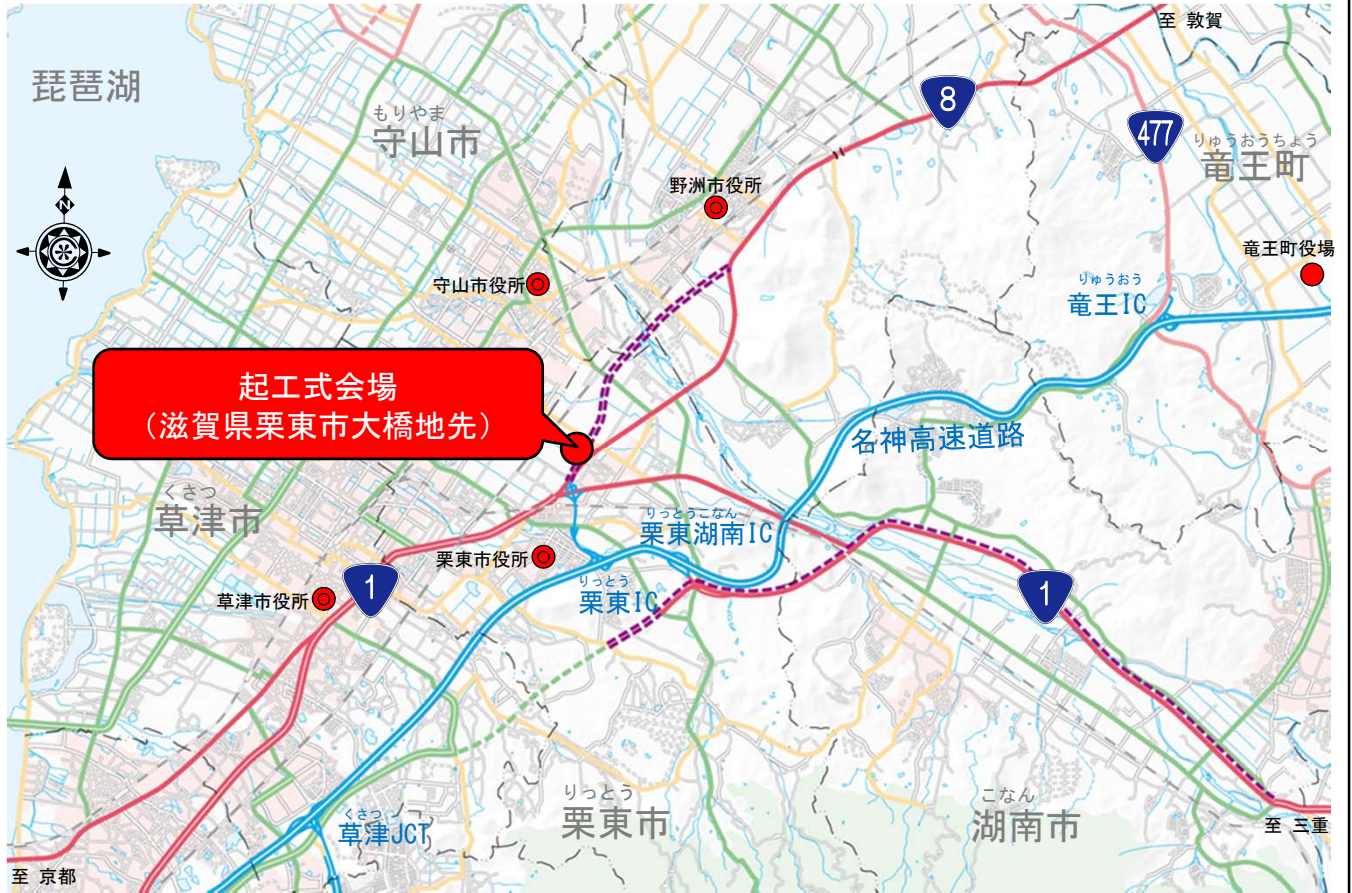 至 敦賀
琵琶湖
8
もりやま
守山市
477
りゅうおうちょう
竜王町
野洲市役所
N
竜王町役場
守山市役所
りゅうおう
竜王IC
起工式会場
（滋賀県栗東市大橋地先）
名神高速道路
くさつ
草津市
りっとうこなん
栗東湖南IC
栗東市役所
りっとう
栗東IC
草津市役所
1
1
りっとう
栗東市
こなん
湖南市
くさつ
草津JCT
至 三重
至 京都